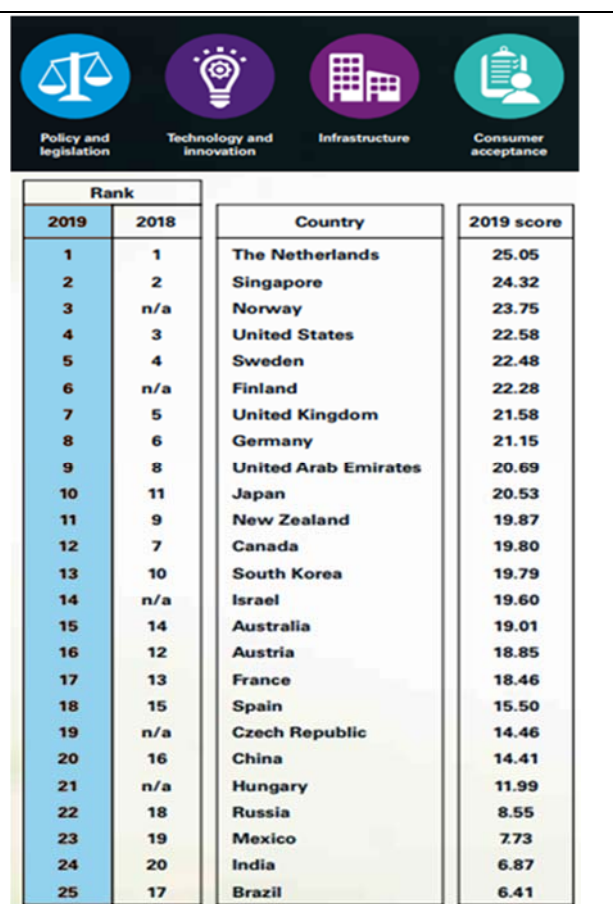 Policy and
legislation
Technology and
innovation
Infrastructure
Consumer
acceptance
Rank
2019 2018 Country 2019 score
1 1 The Netherlands 25.05
2 2 Singapore 24.32
3 n/a Norway 23.75
4 3 United States 22.58
5 4 Sweden 22.48
6 n/a Finland 22.28
7 5 United Kingdom 21.58
8 6 Germany 21.15
9 8 United Arab Emirates 20.69
10 11 Japan 20.53
11 9 New Zealand 19.87
12 7 Canada 19.80
13 10 South Korea 19.79
14 n/a Israel 19.60
15 14 Australia 19.01
16 12 Austria 18.85
17 13 France 18.46
18 15 Spain 15.50
19 n/a Czech Republic 14.46
20 16 China 14.41
21 n/a Hungary 11.99
22 18 Russia 8.55
23 19 Mexico 7.73
24 20 India 6.87
25 17 Brazil 6.41